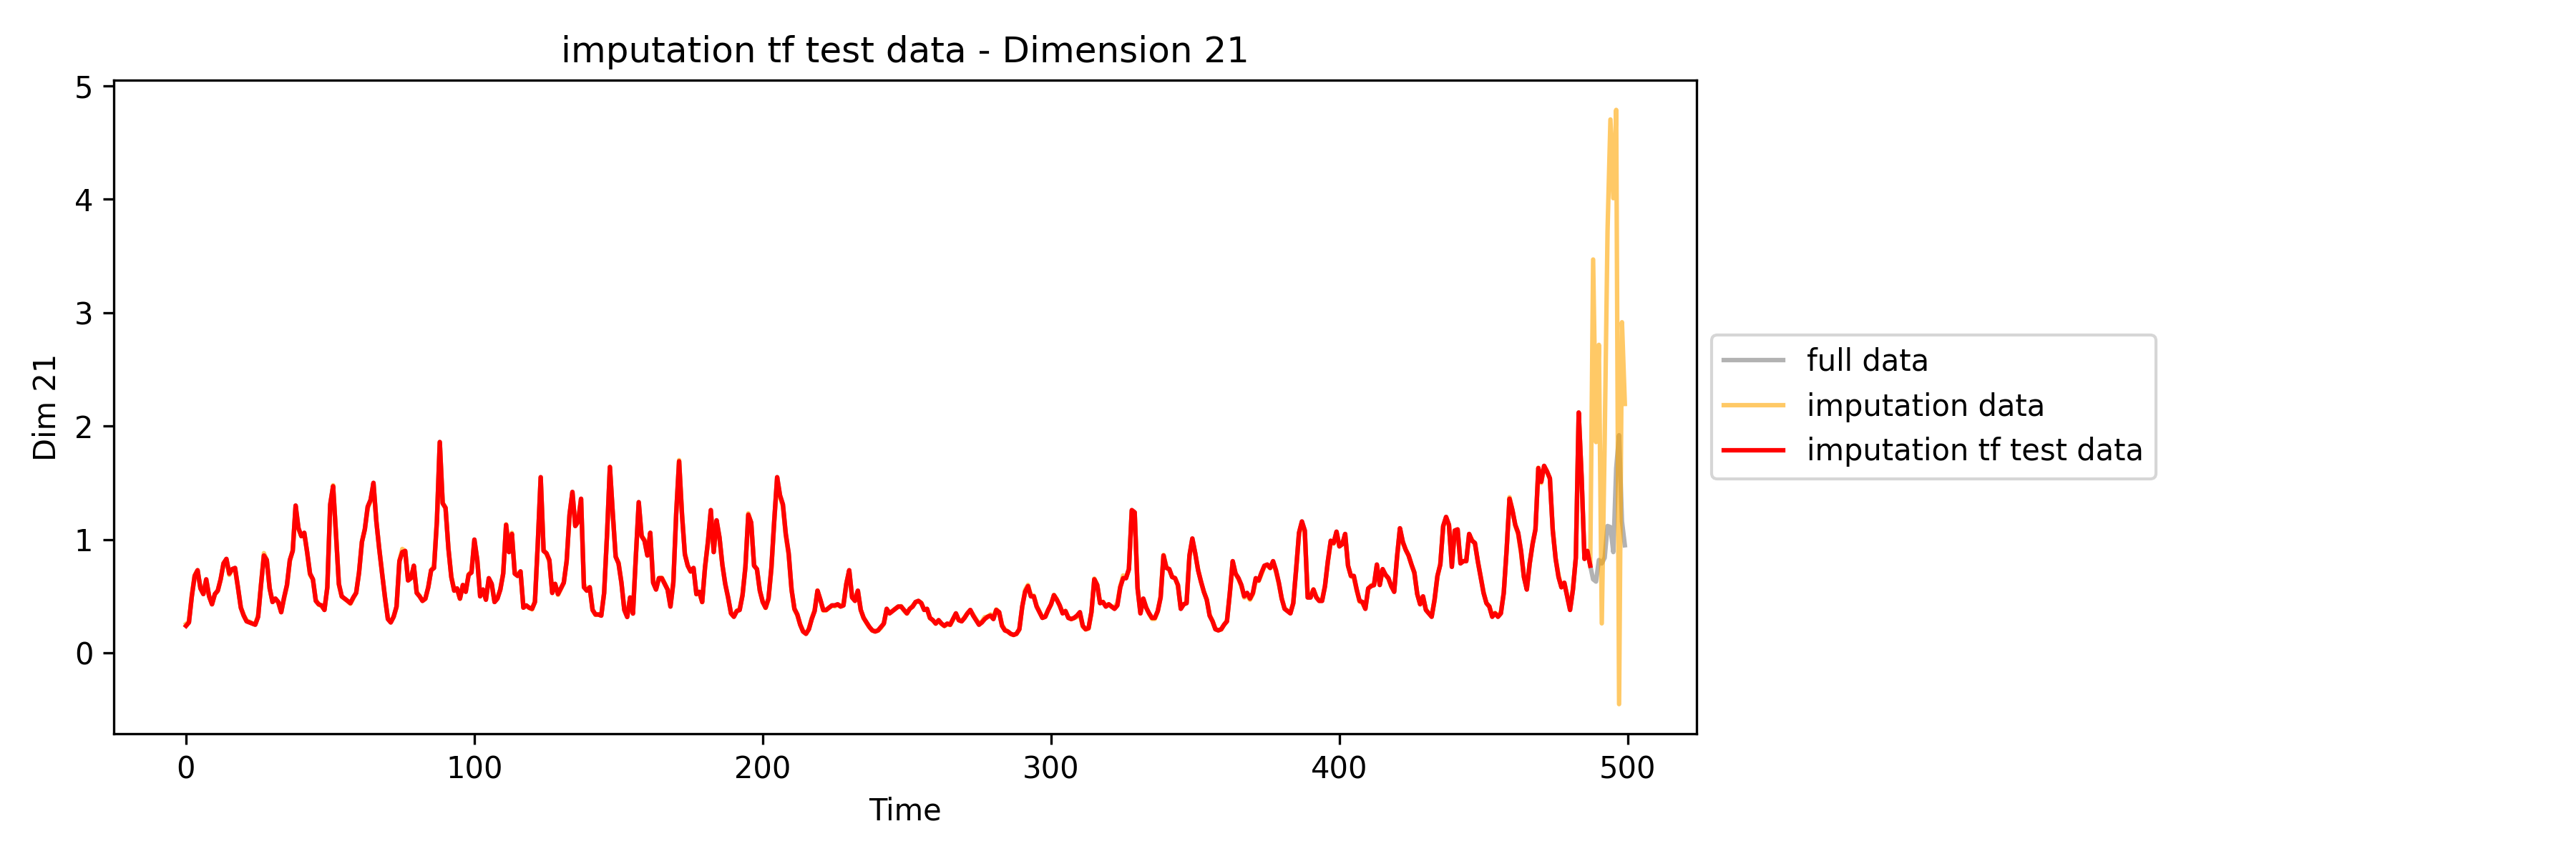 imputation tf test data - Dimension 21
5
4
3
2
1
0
Dim 21
0 100 200 300 400 500
Time
full data
imputation data
imputation tf test data